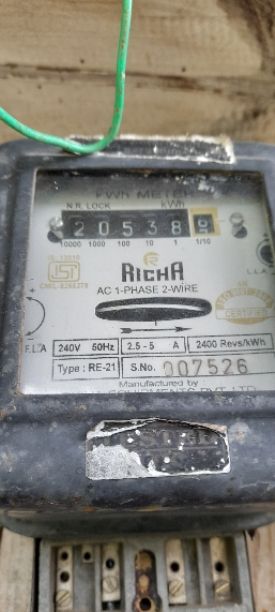 KWh METER
N.R. LOCK kWh
20538
10000 1000 100 10 1 1/10
RICHA
AC 1-PHASE 2-WIRE
F.L.A
240V 50Hz 2.5 - 5 A 2400 Revs/kWh
Type : RE-21 S.No. 007526
Manufactured by